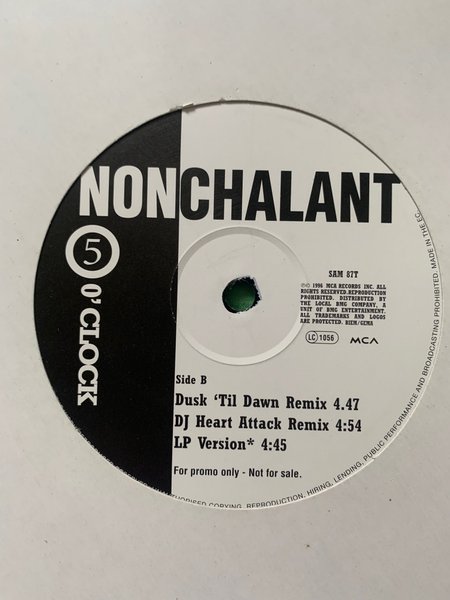 NONCHALANT
5 O'CLOCK
SAM 87T
℗© 1996 MCA RECORDS INC. ALL
RIGHTS RESERVED.REPRODUCTION
PROHIBITED. DISTRIBUTED BY
THE LOCAL BMG COMPANY, A
UNIT OF BMG ENTERTAINMENT.
ALL TRADEMARKS AND LOGOS
ARE PROTECTED. BIEM/GEMA
LC 1056 MCA
Side B
Dusk 'Til Dawn Remix 4.47
DJ Heart Attack Remix 4:54
LP Version* 4:45
For promo only - Not for sale.
COPYING, REPRODUCTION, HIRING, LENDING, PUBLIC PERFORMANCE AND BROADCASTING PROHIBITED. MADE IN THE EC.